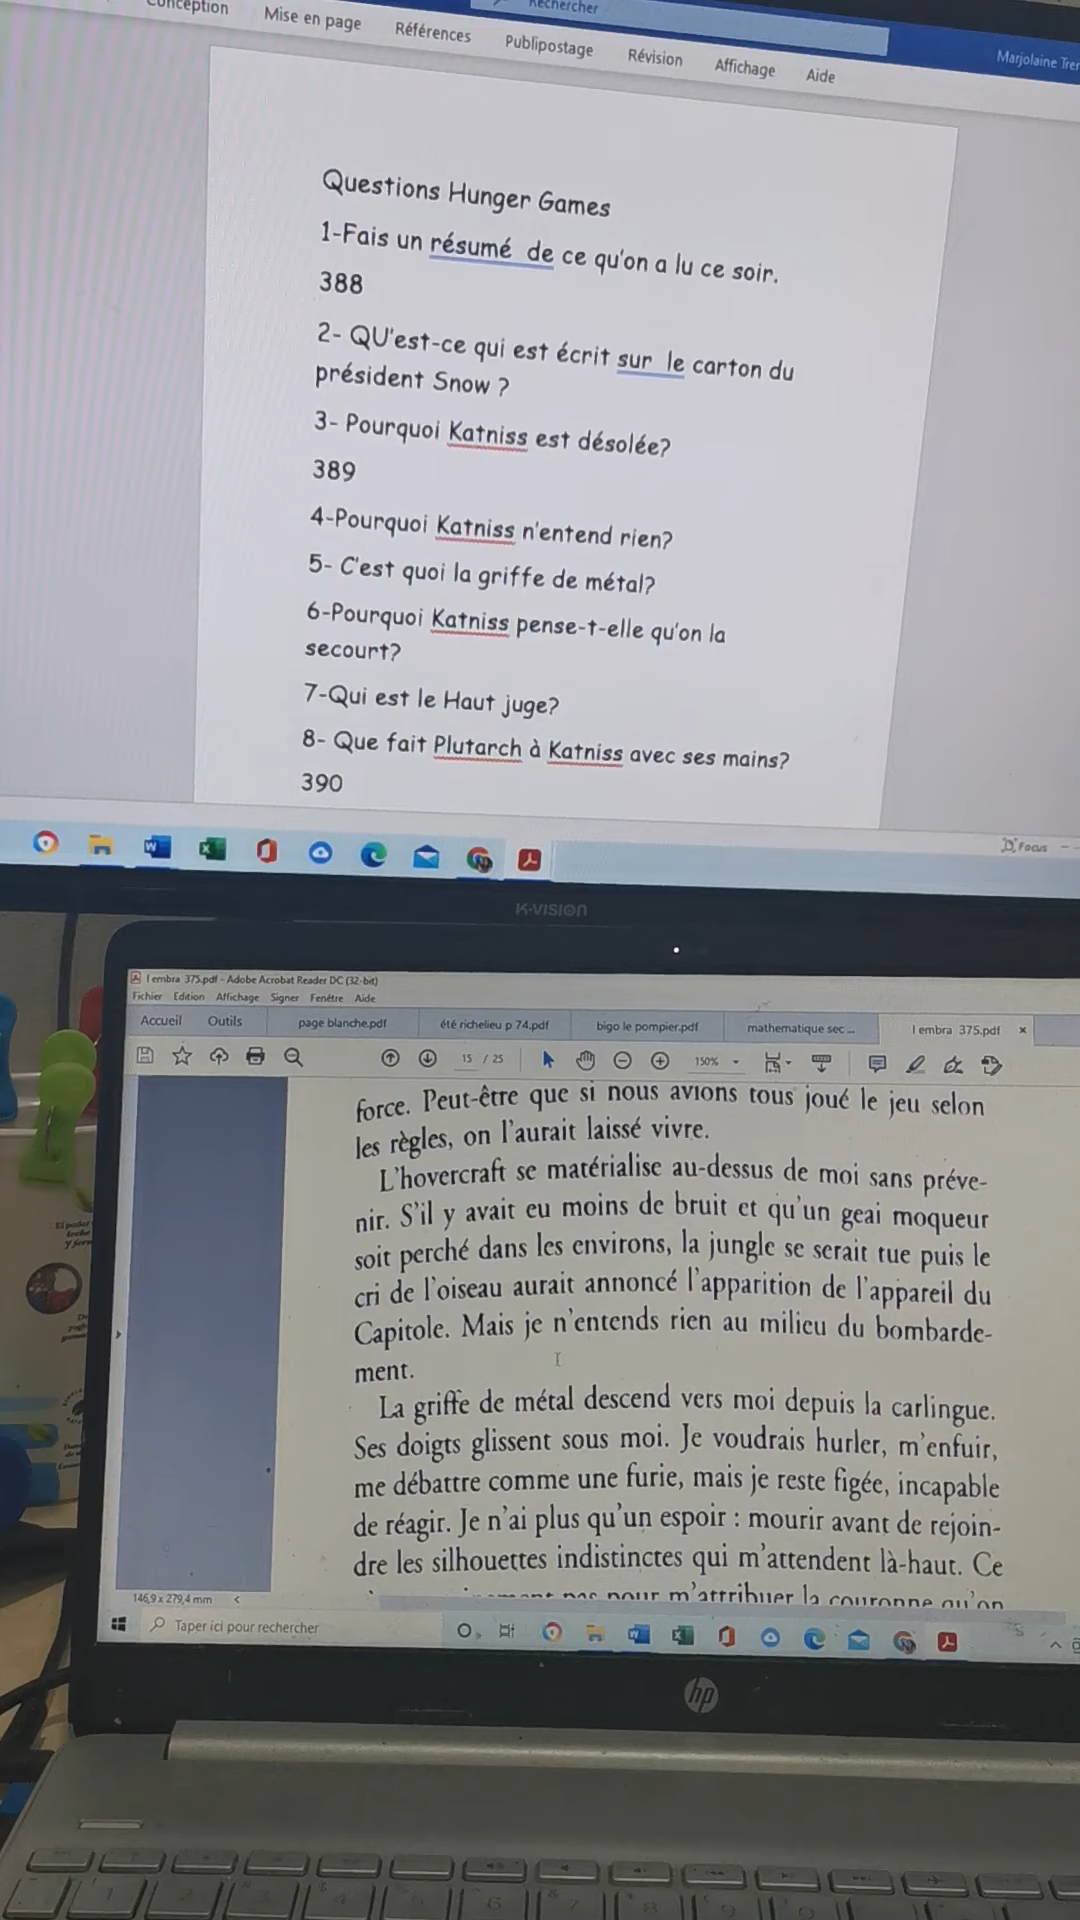 Conception Mise en page Références Publipostage Révision Affichage Aide
Rechercher
Marjolaine
Questions Hunger Games
1-Fais un résumé de ce qu'on a lu ce soir.
388
2- QU'est-ce qui est écrit sur le carton du
président Snow ?
3- Pourquoi Katniss est désolée?
389
4-Pourquoi Katniss n'entend rien?
5- C'est quoi la griffe de métal?
6-Pourquoi Katniss pense-t-elle qu'on la
secourt?
7-Qui est le Haut juge?
8- Que fait Plutarch à Katniss avec ses mains?
390
Focus
K-VISION
l embra 375.pdf - Adobe Acrobat Reader DC (32-bit)
Fichier Edition Affichage Signer Fenêtre Aide
Accueil Outils page blanche.pdf été richelieu p 74.pdf bigo le pompier.pdf mathematique sec ... l embra 375.pdf
15 / 25 150%
force. Peut-être que si nous avions tous joué le jeu selon
les règles, on l'aurait laissé vivre.
L'hovercraft se matérialise au-dessus de moi sans préve-
nir. S'il y avait eu moins de bruit et qu'un geai moqueur
soit perché dans les environs, la jungle se serait tue puis le
cri de l'oiseau aurait annoncé l'apparition de l'appareil du
Capitole. Mais je n'entends rien au milieu du bombarde-
ment.
La griffe de métal descend vers moi depuis la carlingue.
Ses doigts glissent sous moi. Je voudrais hurler, m'enfuir,
me débattre comme une furie, mais je reste figée, incapable
de réagir. Je n'ai plus qu'un espoir : mourir avant de rejoin-
dre les silhouettes indistinctes qui m'attendent là-haut. Ce
pas pour m'attribuer la couronne qu'on
146,9 x 279,4 mm
Taper ici pour rechercher
hp